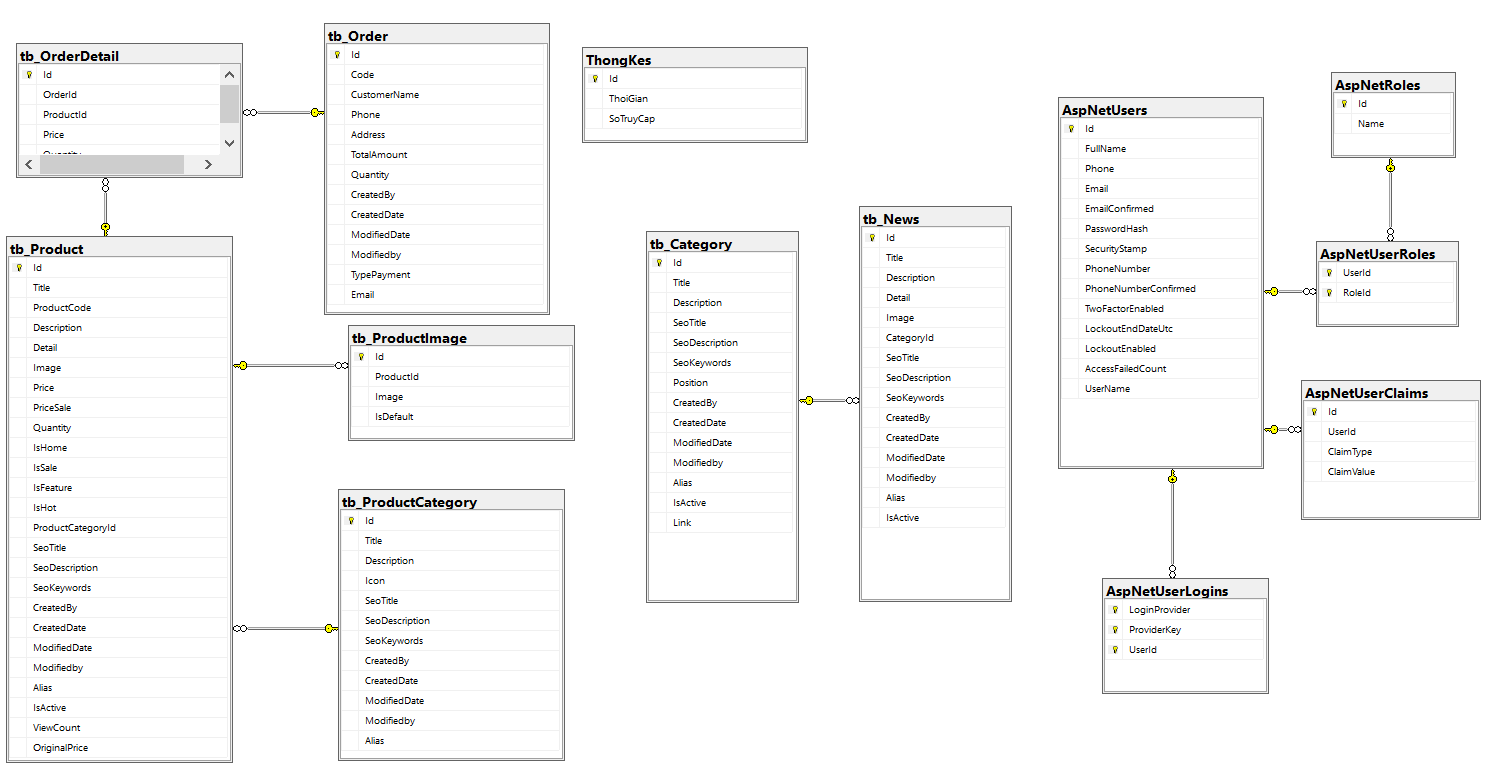 tb_OrderDetail
Id
OrderId
ProductId
Price
Quantity
tb_Order
Id
Code
CustomerName
Phone
Address
TotalAmount
Quantity
CreatedBy
CreatedDate
ModifiedDate
Modifiedby
TypePayment
Email
ThongKes
Id
ThoiGian
SoTruyCap
tb_Product
Id
Title
ProductCode
Description
Detail
Image
Price
PriceSale
Quantity
IsHome
IsSale
IsFeature
IsHot
ProductCategoryId
SeoTitle
SeoDescription
SeoKeywords
CreatedBy
CreatedDate
ModifiedDate
Modifiedby
Alias
IsActive
ViewCount
OriginalPrice
tb_ProductImage
Id
ProductId
Image
IsDefault
tb_ProductCategory
Id
Title
Description
Icon
SeoTitle
SeoDescription
SeoKeywords
CreatedBy
CreatedDate
ModifiedDate
Modifiedby
Alias
tb_Category
Id
Title
Description
SeoTitle
SeoDescription
SeoKeywords
Position
CreatedBy
CreatedDate
ModifiedDate
Modifiedby
Alias
IsActive
Link
tb_News
Id
Title
Description
Detail
Image
CategoryId
SeoTitle
SeoDescription
SeoKeywords
CreatedBy
CreatedDate
ModifiedDate
Modifiedby
Alias
IsActive
AspNetUsers
Id
FullName
Phone
Email
EmailConfirmed
PasswordHash
SecurityStamp
PhoneNumber
PhoneNumberConfirmed
TwoFactorEnabled
LockoutEndDateUtc
LockoutEnabled
AccessFailedCount
UserName
AspNetRoles
Id
Name
AspNetUserRoles
UserId
RoleId
AspNetUserClaims
Id
UserId
ClaimType
ClaimValue
AspNetUserLogins
LoginProvider
ProviderKey
UserId